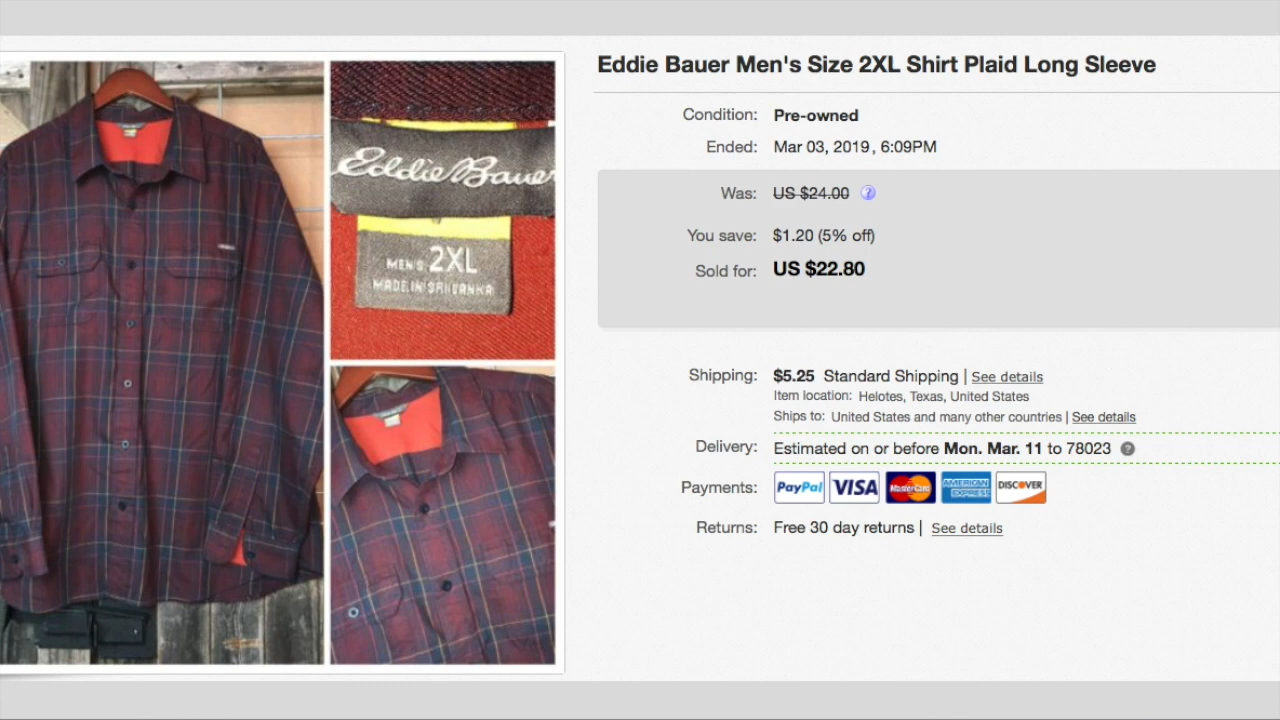 Eddie Bauer Men's Size 2XL Shirt Plaid Long Sleeve
Condition: Pre-owned
Ended: Mar 03, 2019, 6:09PM
Was: US $24.00
You save: $1.20 (5% off)
Sold for: US $22.80
Shipping: $5.25 Standard Shipping | See details
Item location: Helotes, Texas, United States
Ships to: United States and many other countries | See details
Delivery: Estimated on or before Mon. Mar. 11 to 78023
Payments: PayPal VISA MasterCard AMERICAN EXPRESS DISCOVER
Returns: Free 30 day returns | See details
Eddie Bauer
MEN'S 2XL
MADE IN SRI LANKA